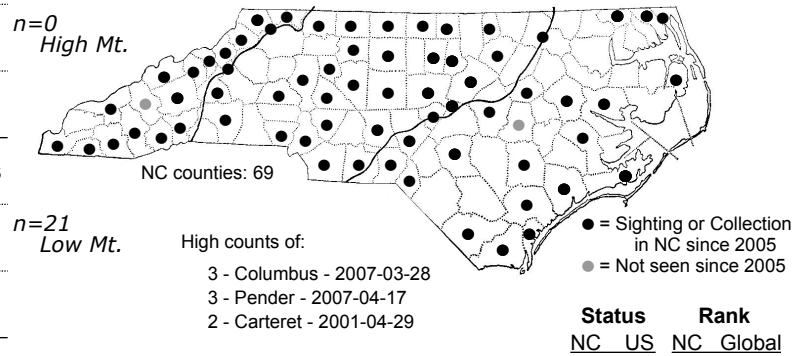 n=0
High Mt.
NC counties: 69
n=21
Low Mt.
High counts of:
3 - Columbus - 2007-03-28
3 - Pender - 2007-04-17
2 - Carteret - 2001-04-29
= Sighting or Collection
in NC since 2005
= Not seen since 2005
Status Rank
NC US NC Global